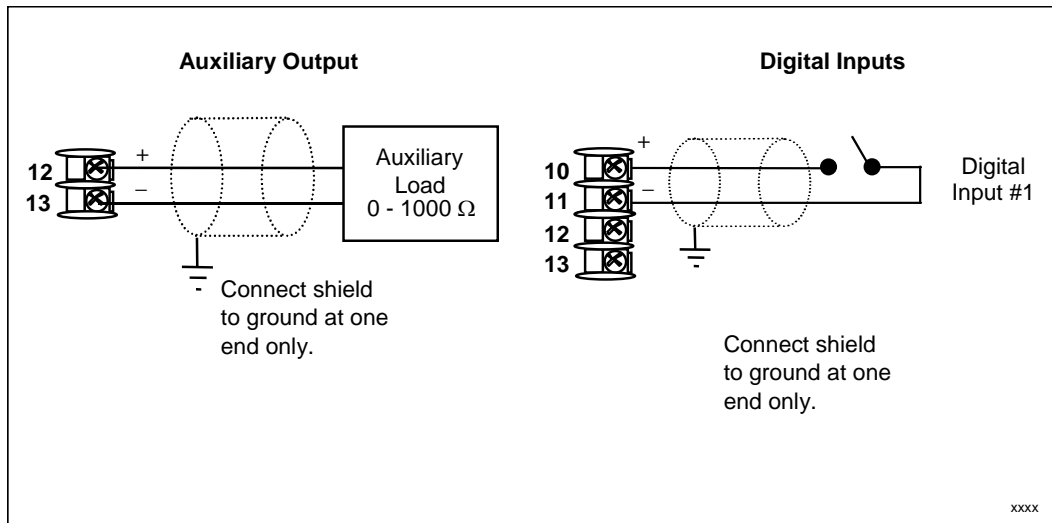 Auxiliary Output
12
+
13
−
Auxiliary
Load
0 - 1000 Ω
Connect shield
to ground at one
end only.
Digital Inputs
10
+
11
−
12
13
Digital
Input #1
Connect shield
to ground at one
end only.
xxxx